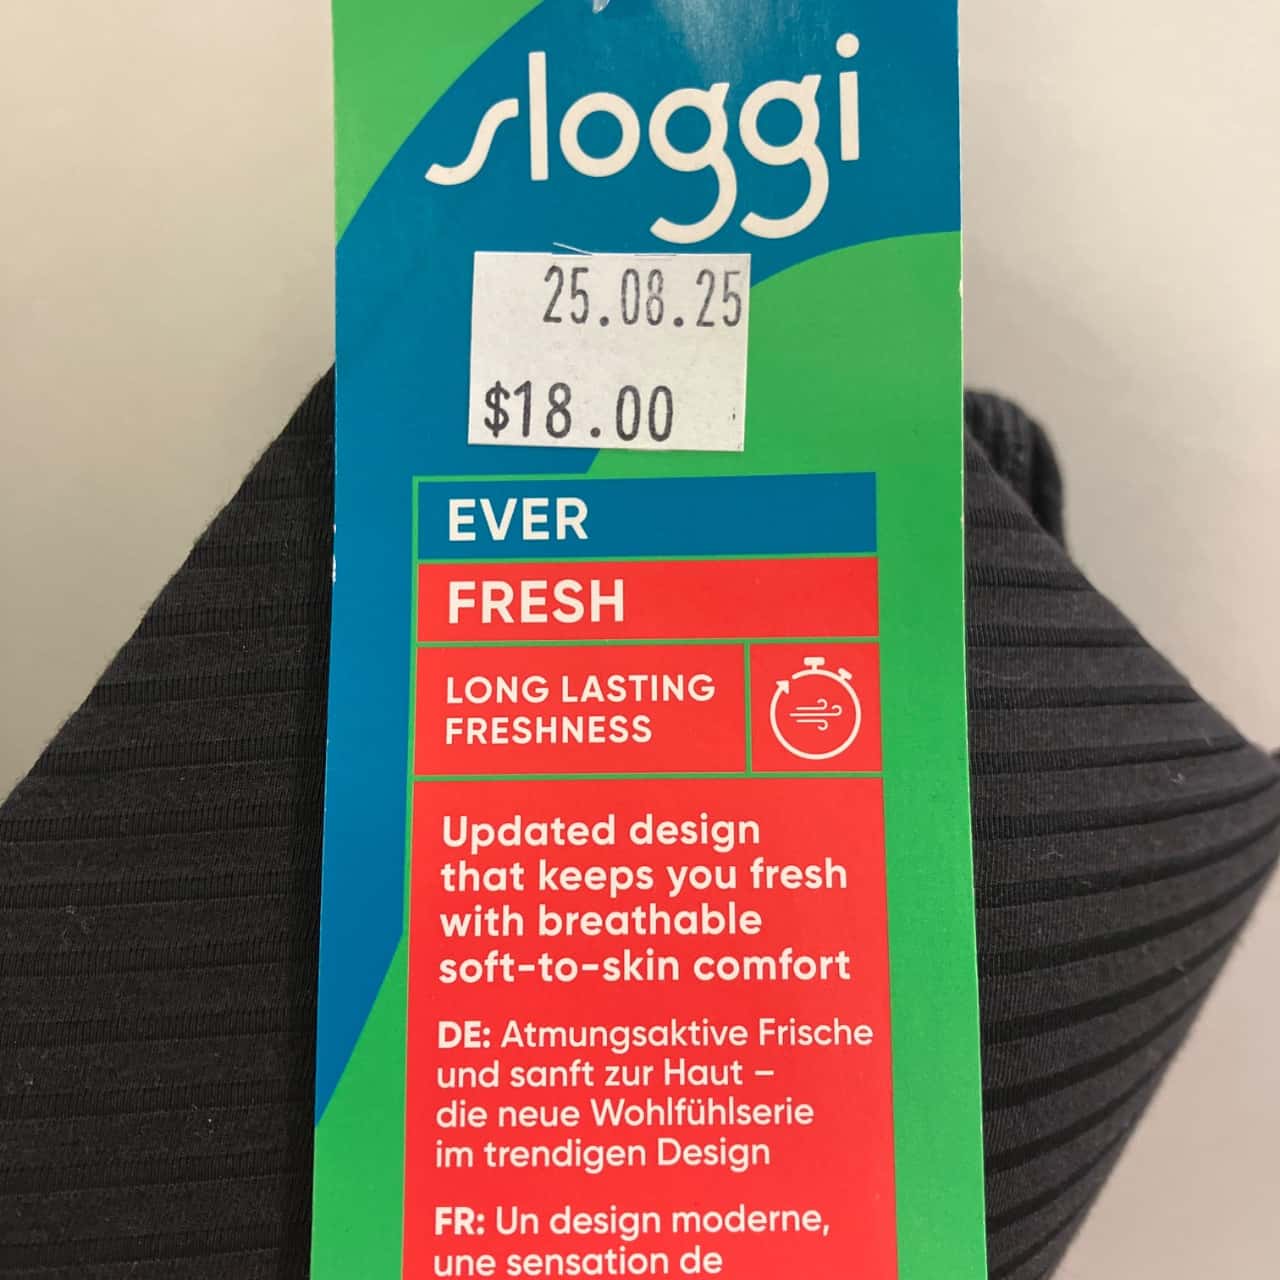 sloggi
25.08.25
$18.00
EVER
FRESH
LONG LASTING
FRESHNESS
Updated design
that keeps you fresh
with breathable
soft-to-skin comfort
DE: Atmungsaktive Frische
und sanft zur Haut –
die neue Wohlfühlserie
im trendigen Design
FR: Un design moderne,
une sensation de